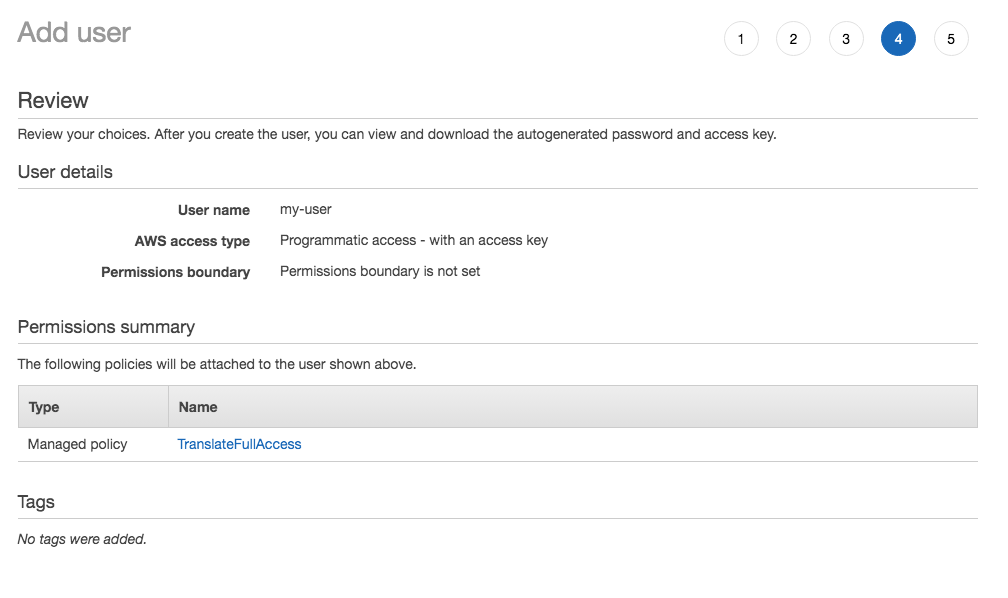 Add user
1 2 3 4 5
Review
Review your choices. After you create the user, you can view and download the autogenerated password and access key.
User details
User name my-user
AWS access type Programmatic access - with an access key
Permissions boundary Permissions boundary is not set
Permissions summary
The following policies will be attached to the user shown above.
Type Name
Managed policy TranslateFullAccess
Tags
No tags were added.